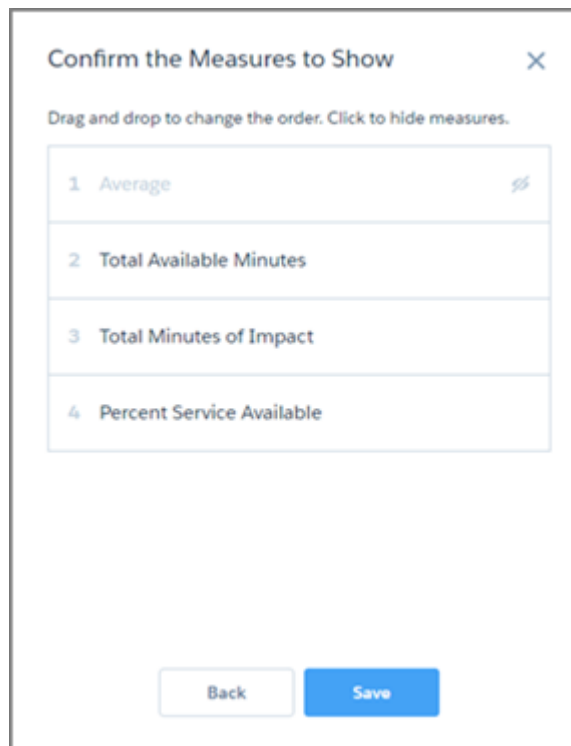 Confirm the Measures to Show
Drag and drop to change the order. Click to hide measures.
1 Average
2 Total Available Minutes
3 Total Minutes of Impact
4 Percent Service Available
Back Save